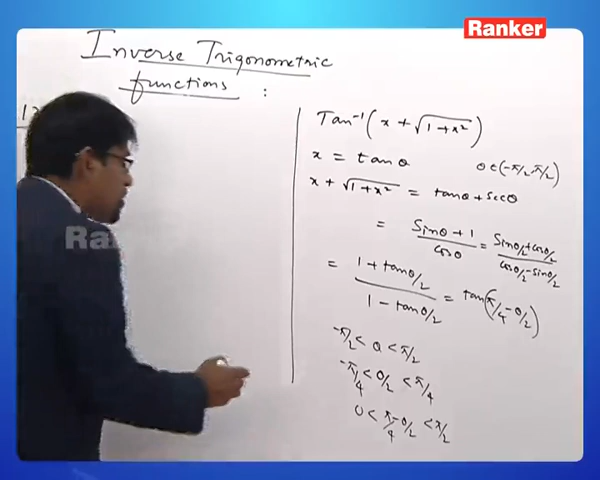 Ranker
Inverse Trigonometric
functions :
Tan⁻¹(x + √(1+x²))
x = tanθ θ∈(-π/2, π/2)
x + √(1+x²) = tanθ + secθ
= (Sinθ + 1)/cosθ = (Sinθ/2 + cosθ/2)/(cosθ/2 - sinθ/2)
= (1 + tanθ/2)/(1 - tanθ/2) = tan(π/4 - θ/2)
-π/2 < θ < π/2
-π/4 < θ/2 < π/4
0 < π/4 - θ/2 < π/2
Ran